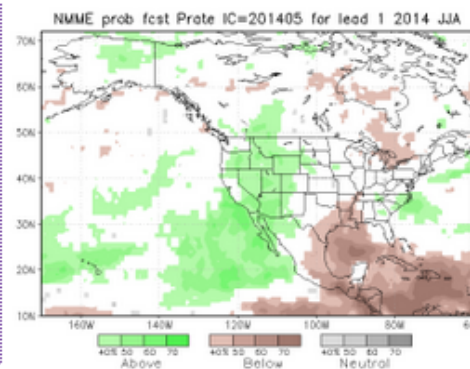 NMME prob fcst Prate IC=201405 for lead 1 2014 JJA
70N
60N
50N
40N
30N
20N
10N
160W 140W 120W 100W 80W 60
40% 50 60 70 40% 50 60 70 40% 50 60 70
Above Below Neutral